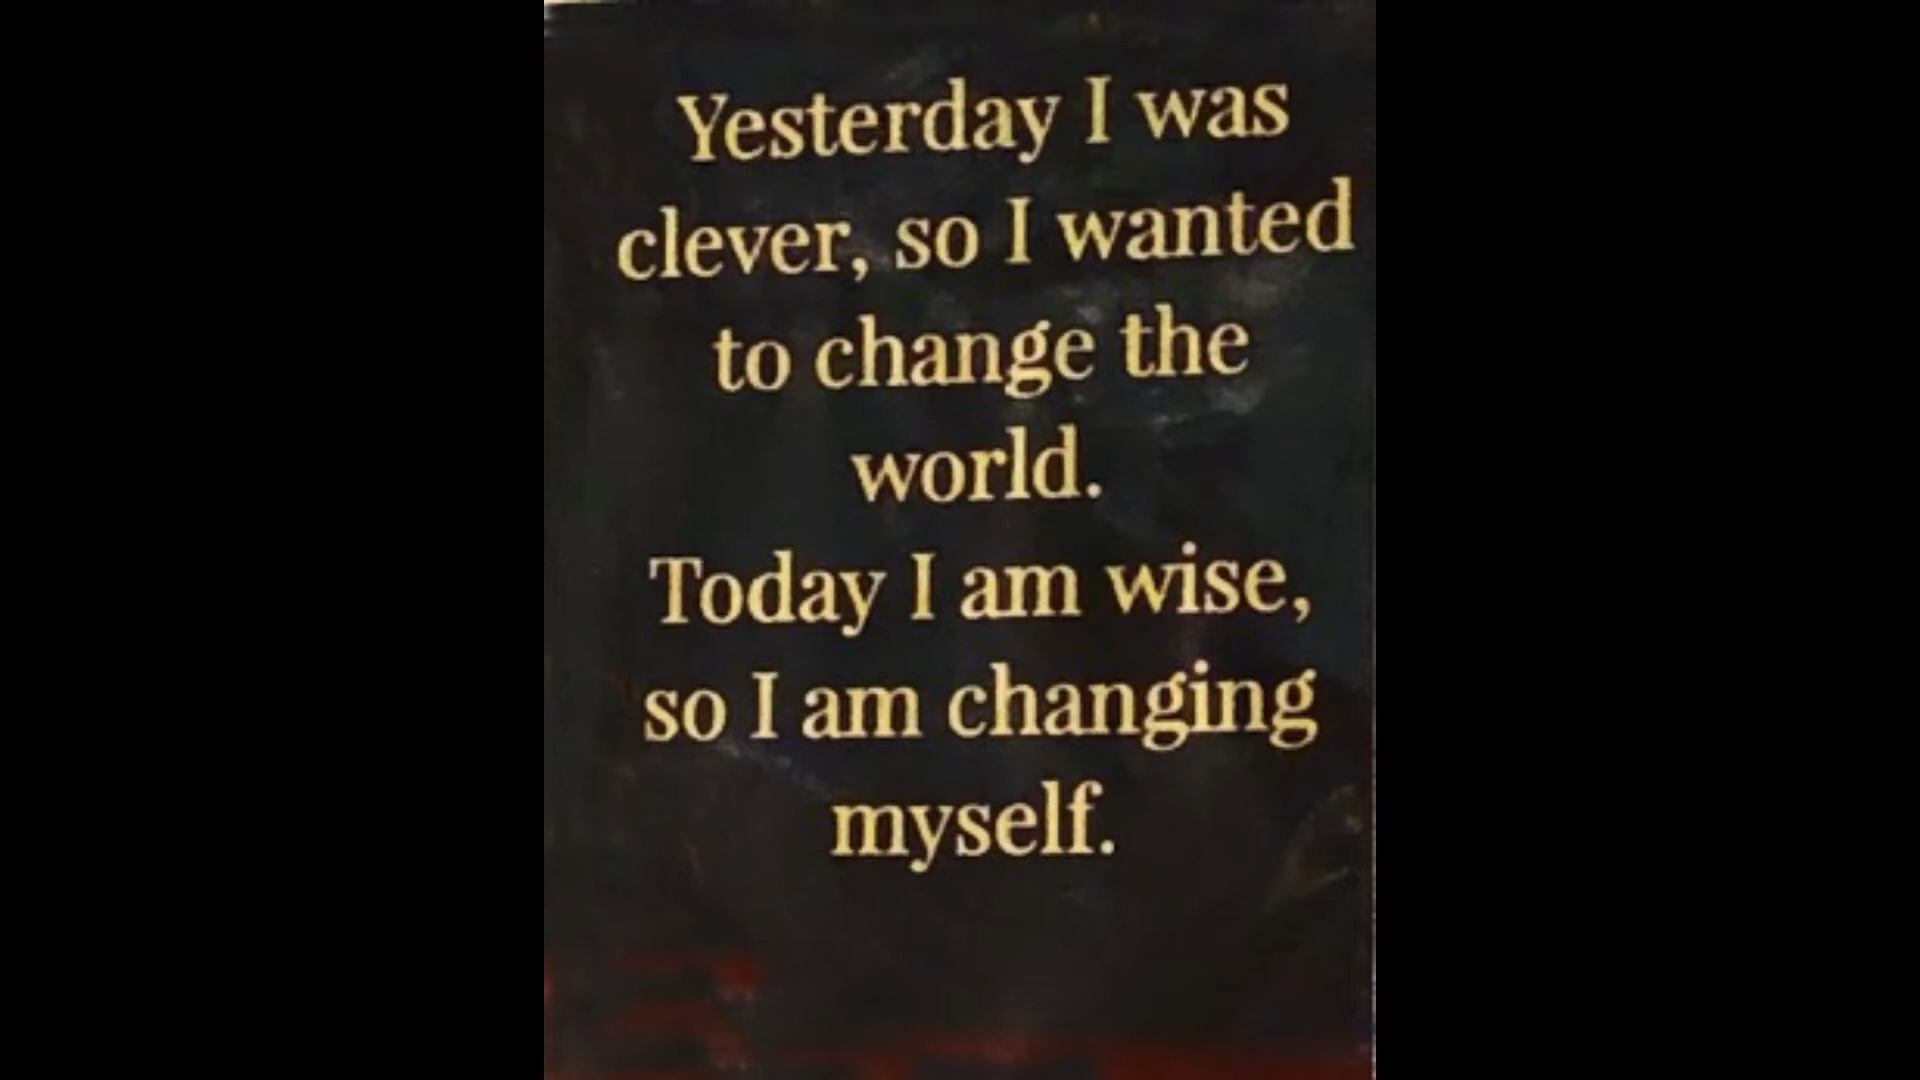 Yesterday I was
clever, so I wanted
to change the
world.
Today I am wise,
so I am changing
myself.